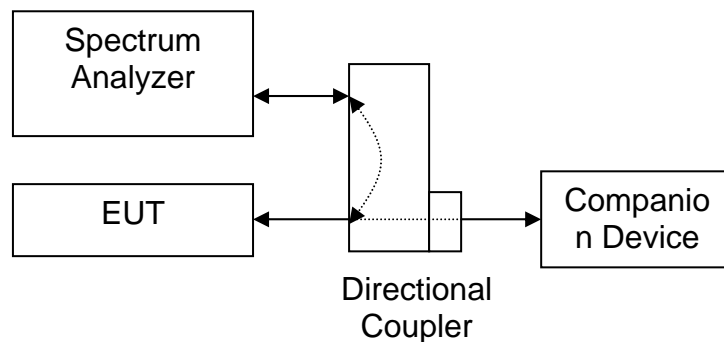 Spectrum
Analyzer
EUT
Companio
n Device
Directional
Coupler